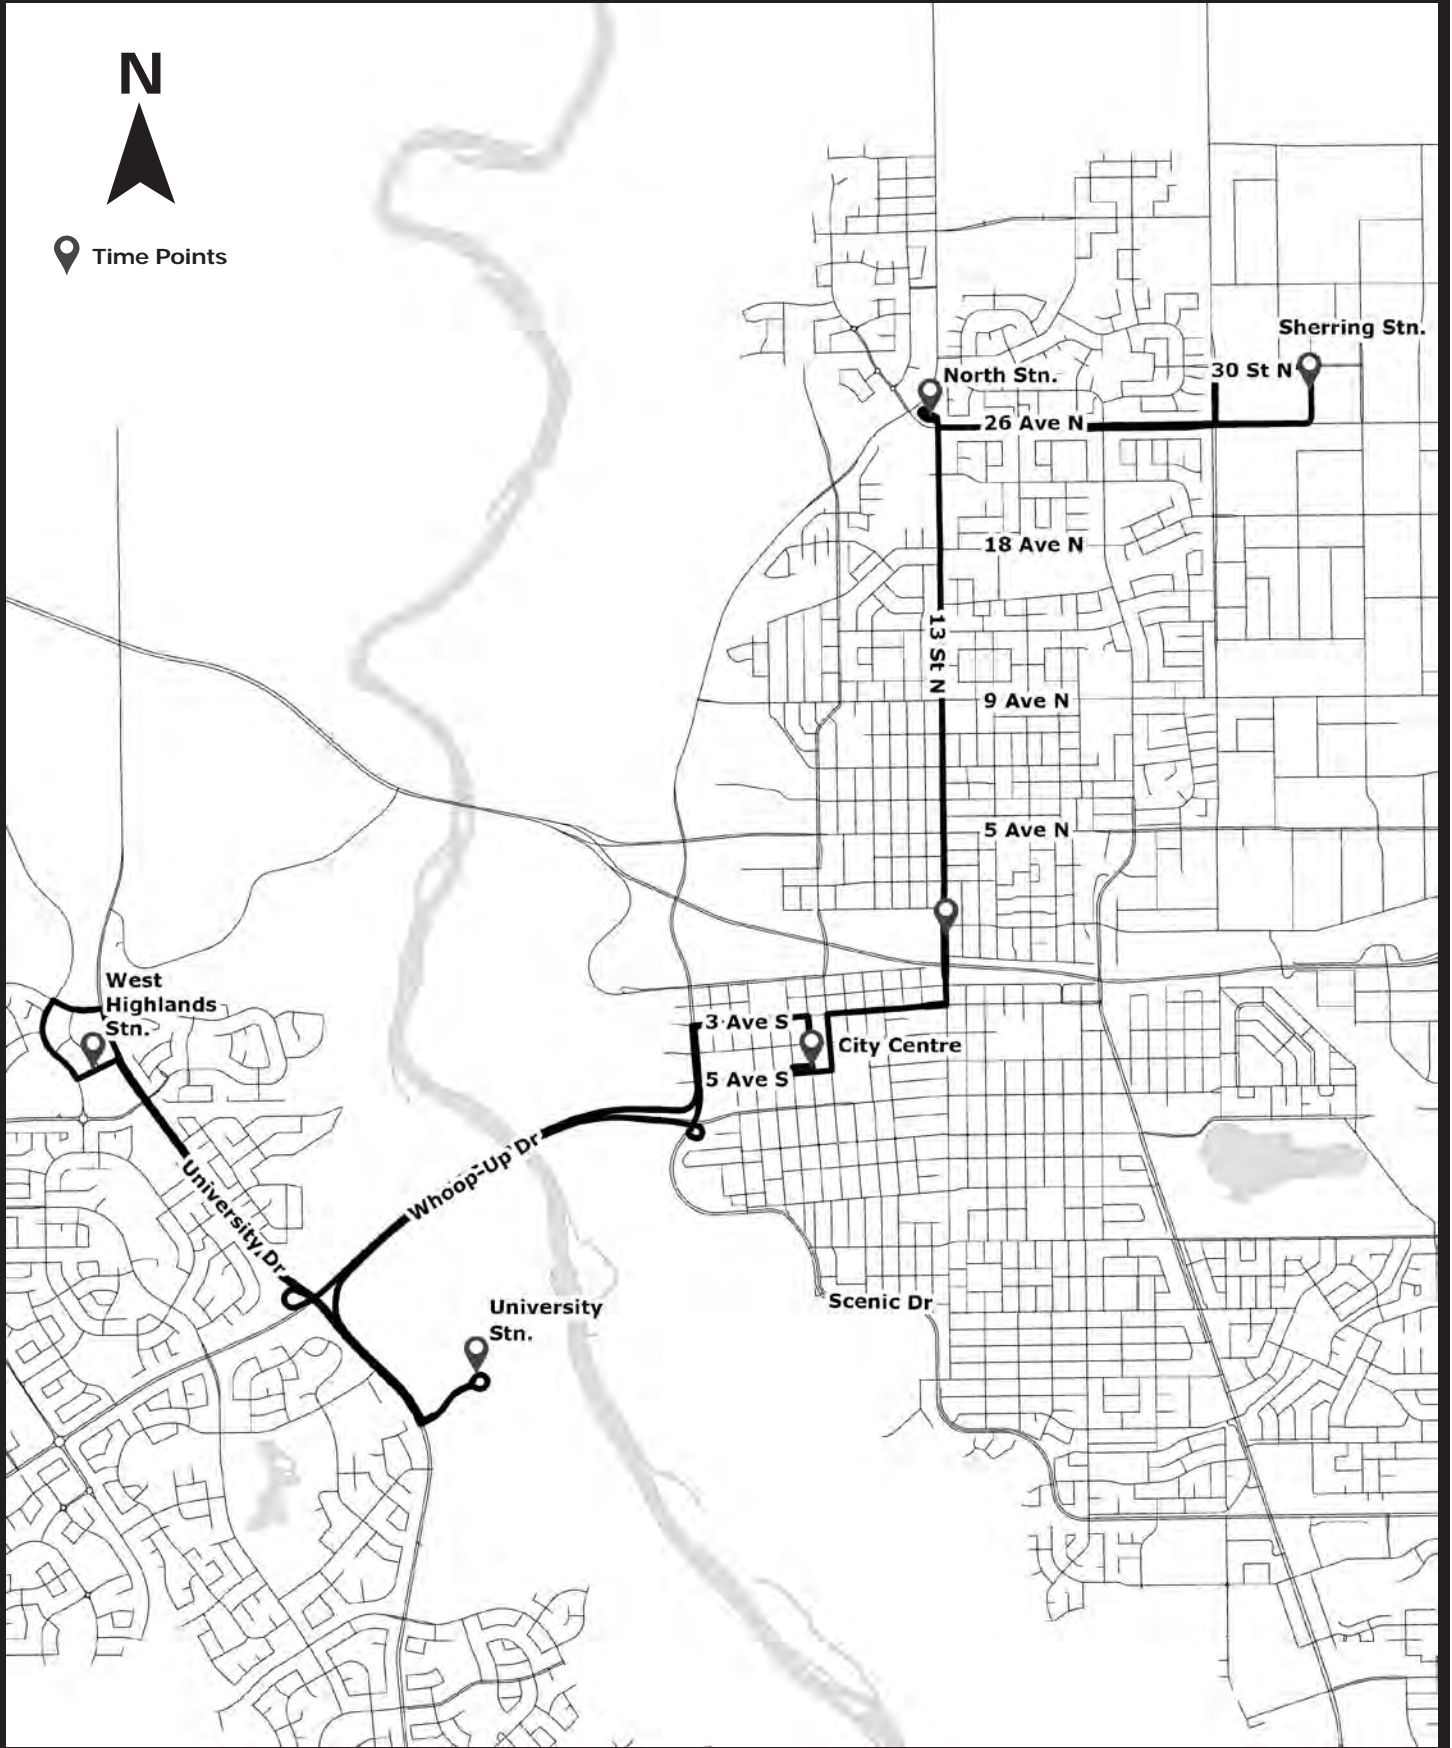 N
Time Points
Sherring Stn.
North Stn.
30 St N
26 Ave N
18 Ave N
13 St N
9 Ave N
5 Ave N
West
Highlands
Stn.
3 Ave S
City Centre
5 Ave S
Whoop-Up Dr
University Dr
University
Stn.
Scenic Dr